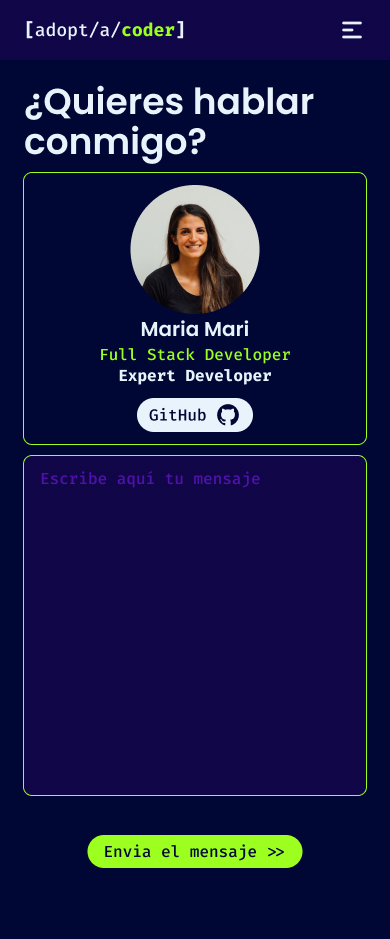 [adopt/a/coder]
¿Quieres hablar
conmigo?
Maria Mari
Full Stack Developer
Expert Developer
GitHub
Escribe aqui tu mensaje
Envia el mensaje >>